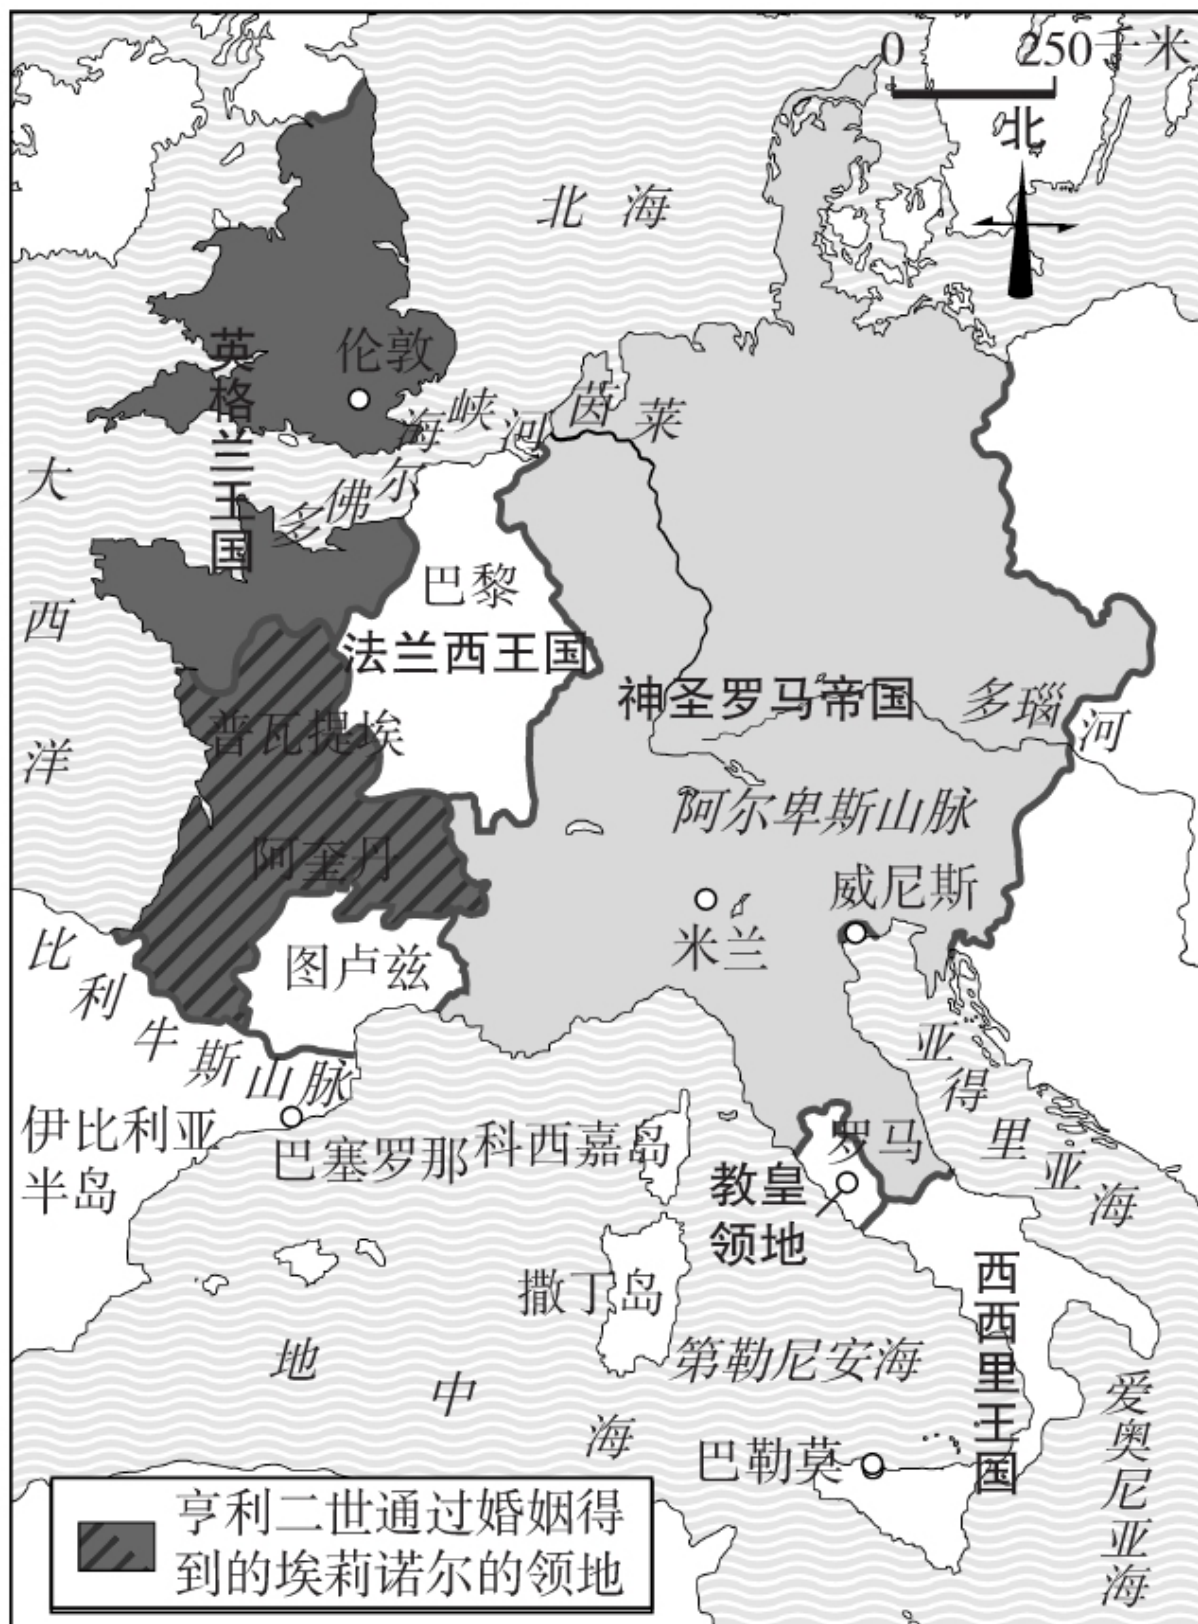 0 250千米
北
北海
英格兰王国
伦敦
多佛尔海峡
莱茵河
大西洋
巴黎
法兰西王国
神圣罗马帝国
多瑙河
普瓦提埃
阿尔卑斯山脉
阿奎丹
威尼斯
米兰
图卢兹
比利牛斯山脉
亚得里亚海
伊比利亚
半岛
巴塞罗那
科西嘉岛
罗马
教皇
领地
撒丁岛
西西里王国
第勒尼安海
地中海
巴勒莫
爱奥尼亚海
亨利二世通过婚姻得
到的埃莉诺尔的领地